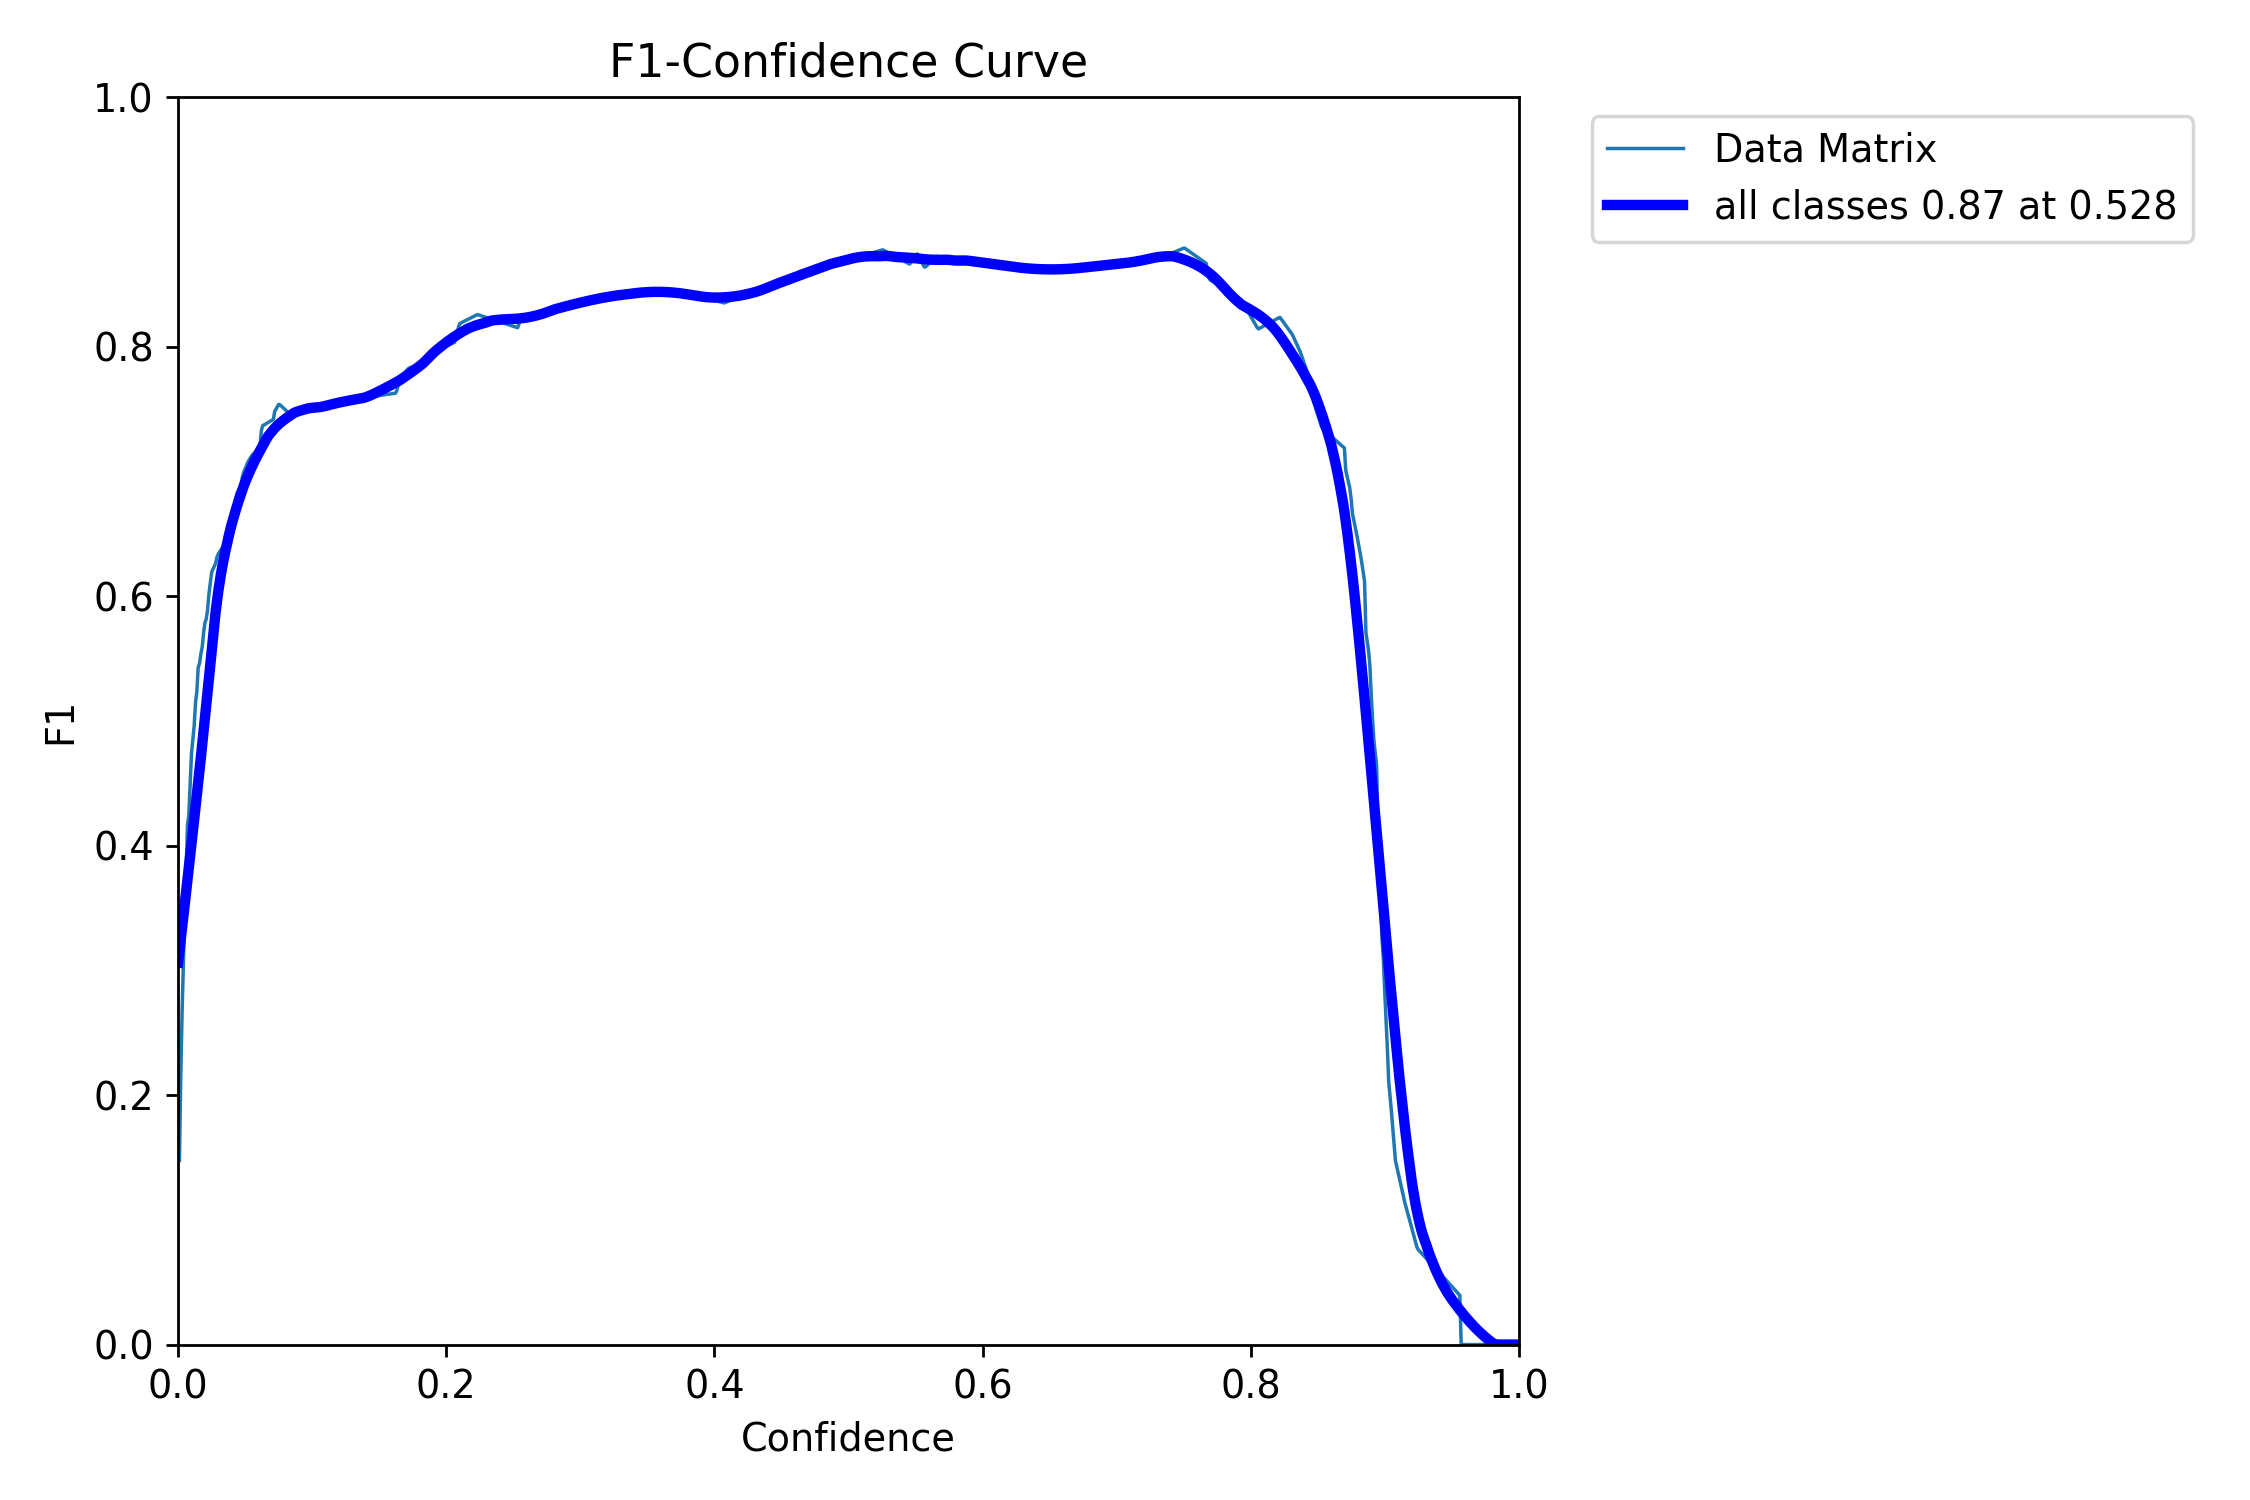 F1-Confidence Curve
1.0
0.8
0.6
0.4
0.2
0.0
F1
0.0 0.2 0.4 0.6 0.8 1.0
Confidence
Data Matrix
all classes 0.87 at 0.528